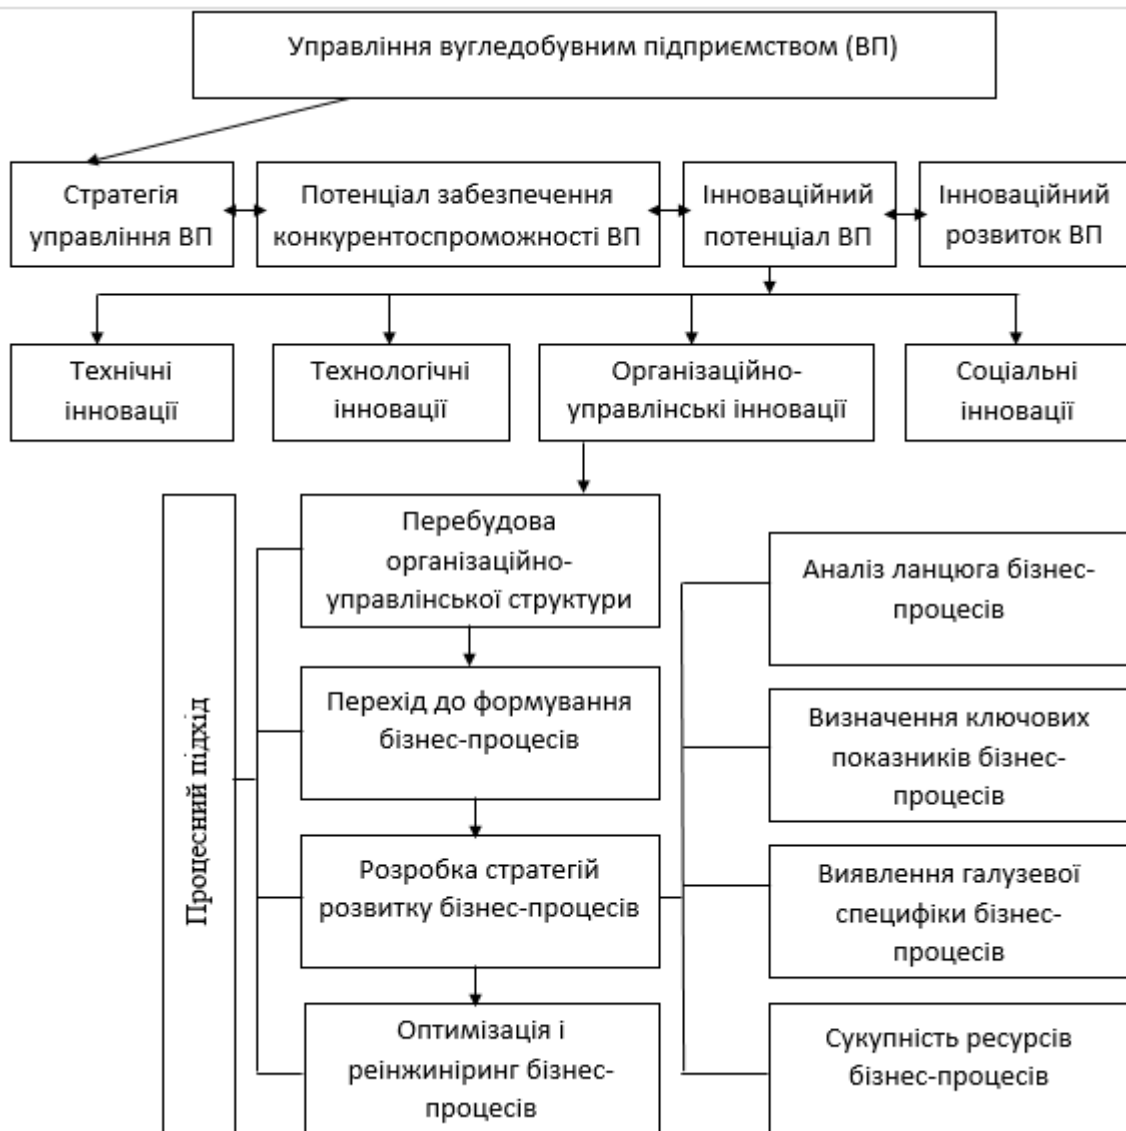 Управління вугледобувним підприємством (ВП)
Стратегія
управління ВП
Потенціал забезпечення
конкурентоспроможності ВП
Інноваційний
потенціал ВП
Інноваційний
розвиток ВП
Технічні
інновації
Технологічні
інновації
Організаційно-
управлінські інновації
Соціальні
інновації
Процесний підхід
Перебудова
організаційно-
управлінської структури
Перехід до формування
бізнес-процесів
Розробка стратегій
розвитку бізнес-процесів
Оптимізація і
реінжиніринг бізнес-
процесів
Аналіз ланцюга бізнес-
процесів
Визначення ключових
показників бізнес-
процесів
Виявлення галузевої
специфіки бізнес-
процесів
Сукупність ресурсів
бізнес-процесів